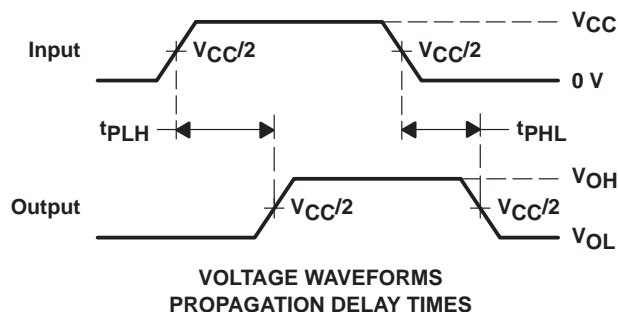 VCC
Input VCC/2 VCC/2
0 V
tPLH tPHL
VOH
Output VCC/2 VCC/2
VOL
VOLTAGE WAVEFORMS
PROPAGATION DELAY TIMES